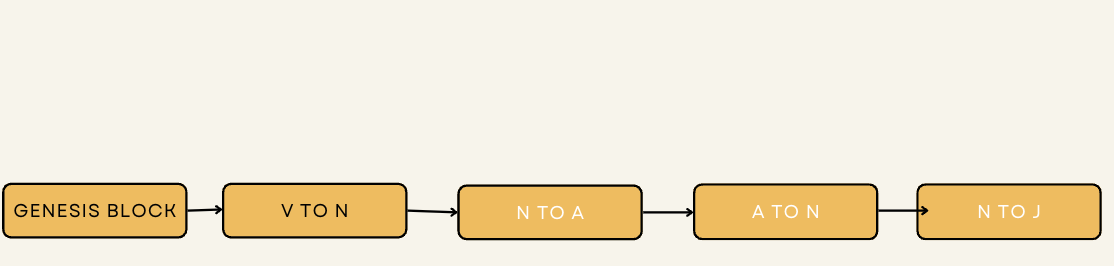 GENESIS BLOCK
V TO N
N TO A
A TO N
N TO J